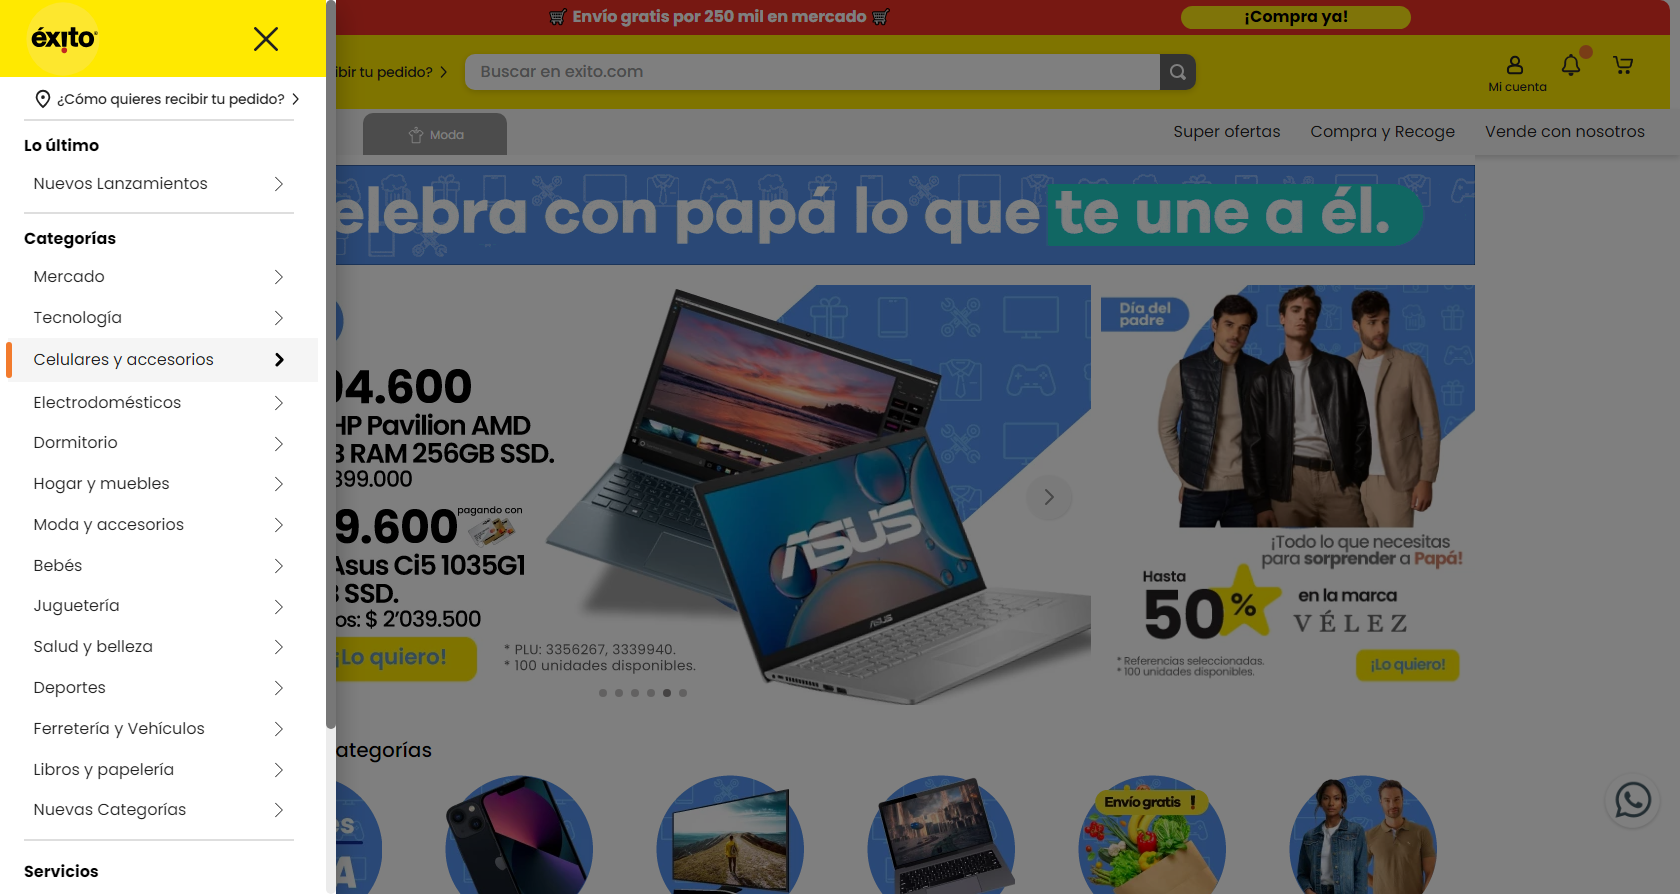 éxito
¿Cómo quieres recibir tu pedido?
Lo último
Nuevos Lanzamientos
Categorías
Mercado
Tecnología
Celulares y accesorios
Electrodomésticos
Dormitorio
Hogar y muebles
Moda y accesorios
Bebés
Juguetería
Salud y belleza
Deportes
Ferretería y Vehículos
Libros y papelería
Nuevas Categorías
Servicios
Envío gratis por 250 mil en mercado
¡Compra ya!
ibir tu pedido?
Buscar en exito.com
Mi cuenta
Moda
Super ofertas
Compra y Recoge
Vende con nosotros
elebra con papá lo que te une a él.
94.600
HP Pavilion AMD
RAM 256GB SSD.
399.000
9.600
pagando con
Asus Ci5 1035G1
SSD.
os: $ 2'039.500
¡Lo quiero!
* PLU: 3356267, 3339940.
* 100 unidades disponibles.
ASUS
ASUS
Día del
padre
¡Todo lo que necesitas
para sorprender a Papá!
Hasta
50%
en la marca
VÉLEZ
* Referencias seleccionadas.
* 100 unidades disponibles.
¡Lo quiero!
ategorías
es
A
Envío gratis !